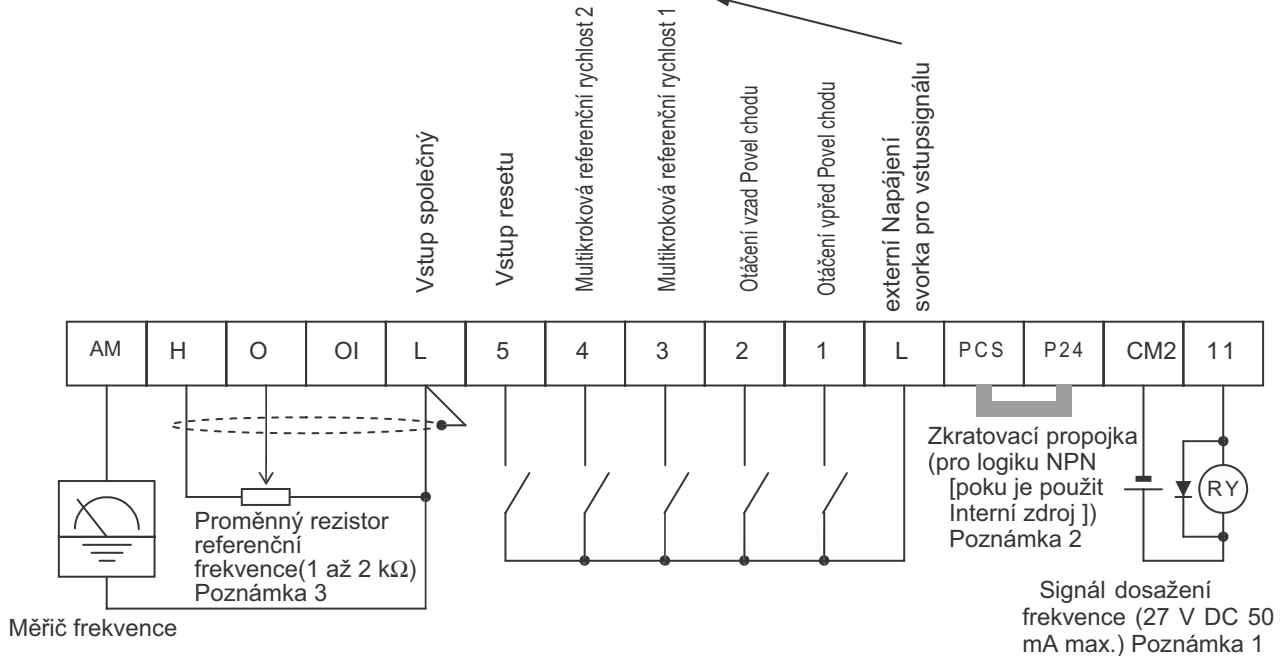 Vstup společný
Vstup resetu
Multikroková referenční rychlost 2
Multikroková referenční rychlost 1
Otáčení vzad Povel chodu
Otáčení vpřed Povel chodu
externí Napájení
svorka pro vstupsignálu
AM H O OI L 5 4 3 2 1 L PCS P24 CM2 11
Proměnný rezistor
referenční
frekvence(1 až 2 kΩ)
Poznámka 3
Měřič frekvence
Zkratovací propojka
(pro logiku NPN
[poku je použit
Interní zdroj ])
Poznámka 2
RY
Signál dosažení
frekvence (27 V DC 50
mA max.) Poznámka 1